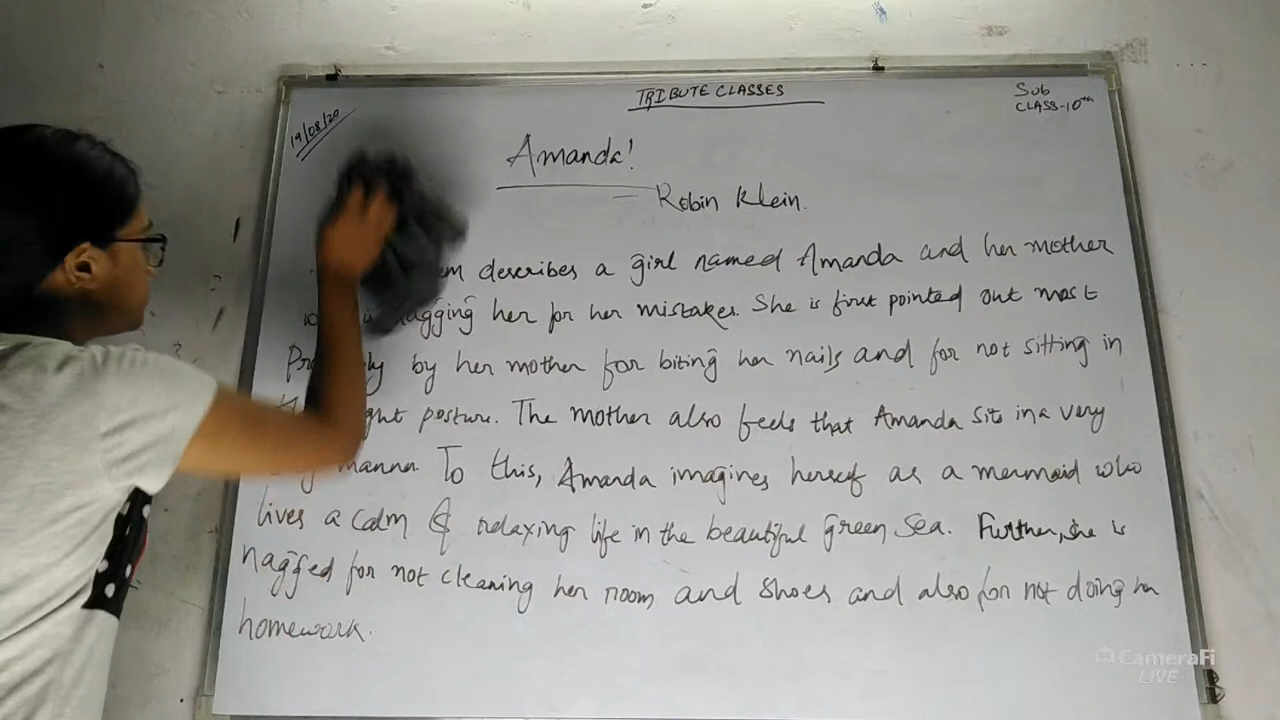 TRIBUTE CLASSES
Sub
CLASS-10th
19/08/20
Amanda!
— Robin Klein.
describes a girl named Amanda and her mother
nagging her for her mistakes. She is first pointed out most
by her mother for biting her nails and for not sitting in
posture. The mother also feels that Amanda sits in a very
manner. To this, Amanda imagines herself as a mermaid who
lives a calm & relaxing life in the beautiful green sea. Further, she is
nagged for not cleaning her room and shoes and also for not doing her
homework.
CameraFi
LIVE